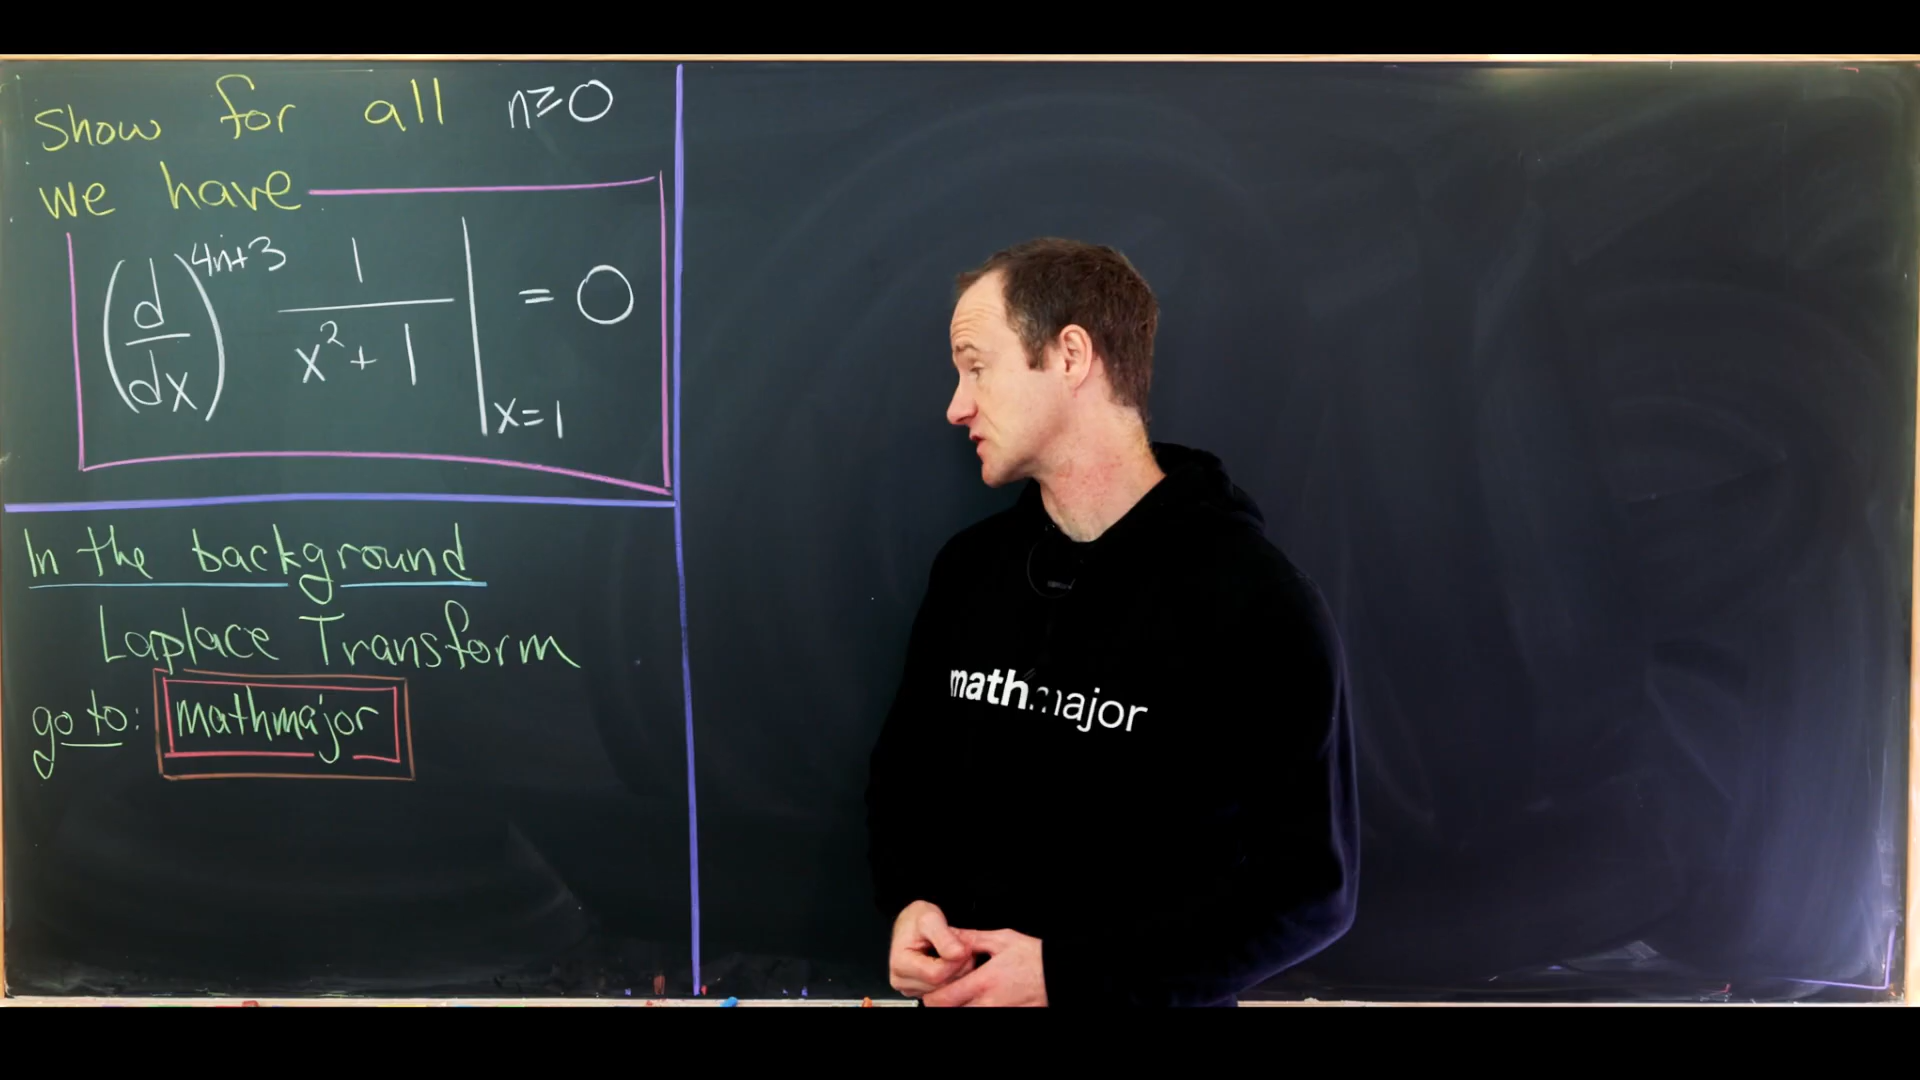 Show for all n≥0
we have
(d/dx)^{4n+3} 1/(x^2+1) |_{x=1} = 0
In the background
Laplace Transform
go to: mathmajor
math.major